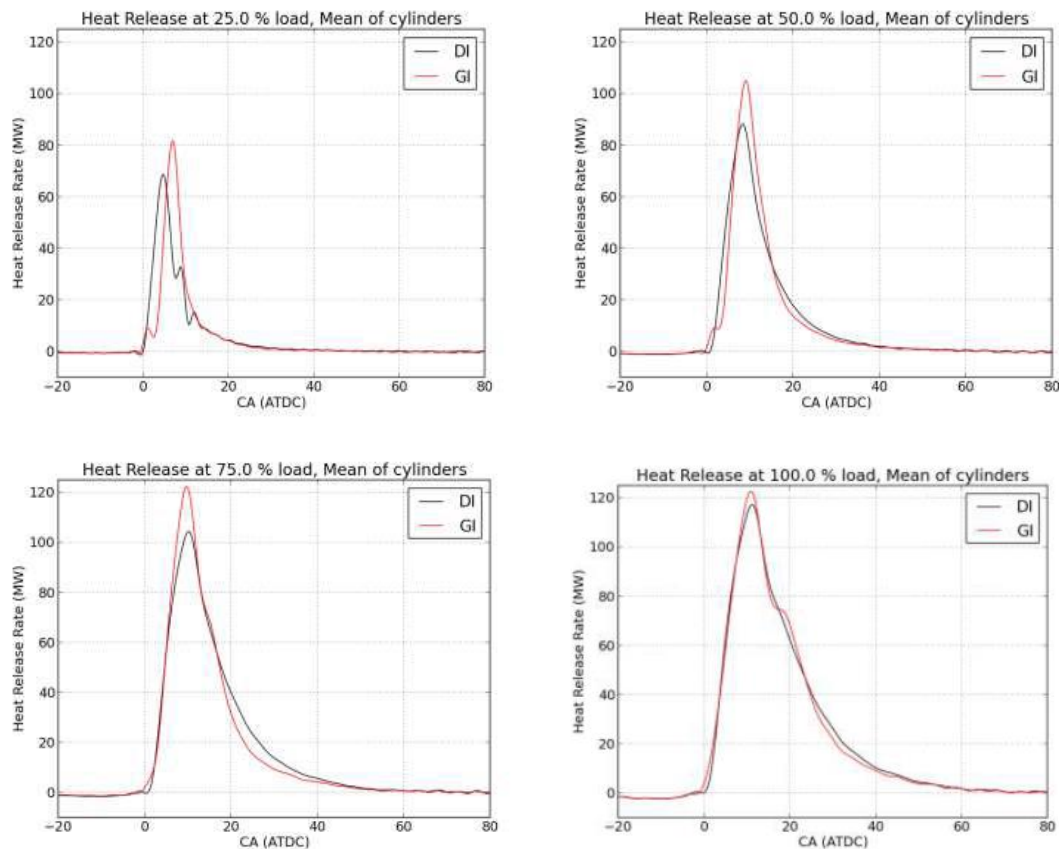 Heat Release at 25.0 % load, Mean of cylinders
120
100
80
60
40
20
0
Heat Release Rate (MW)
DI
GI
−20 0 20 40 60 80
CA (ATDC)
Heat Release at 50.0 % load, Mean of cylinders
120
100
80
60
40
20
0
Heat Release Rate (MW)
DI
GI
−20 0 20 40 60 80
CA (ATDC)
Heat Release at 75.0 % load, Mean of cylinders
120
100
80
60
40
20
0
Heat Release Rate (MW)
DI
GI
−20 0 20 40 60 80
CA (ATDC)
Heat Release at 100.0 % load, Mean of cylinders
120
100
80
60
40
20
0
Heat Release Rate (MW)
DI
GI
−20 0 20 40 60 80
CA (ATDC)